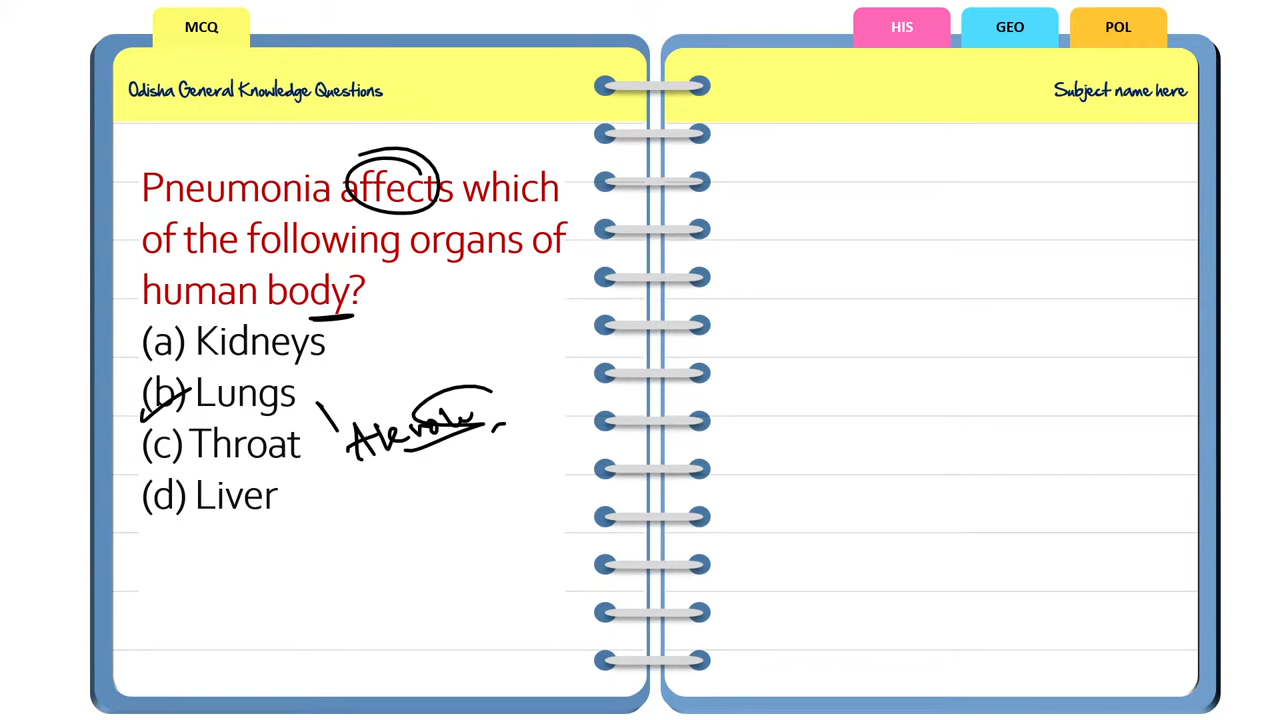 MCQ
HIS
GEO
POL
Odisha General Knowledge Questions
Subject name here
Pneumonia affects which
of the following organs of
human body?
(a) Kidneys
(b) Lungs
(c) Throat
(d) Liver